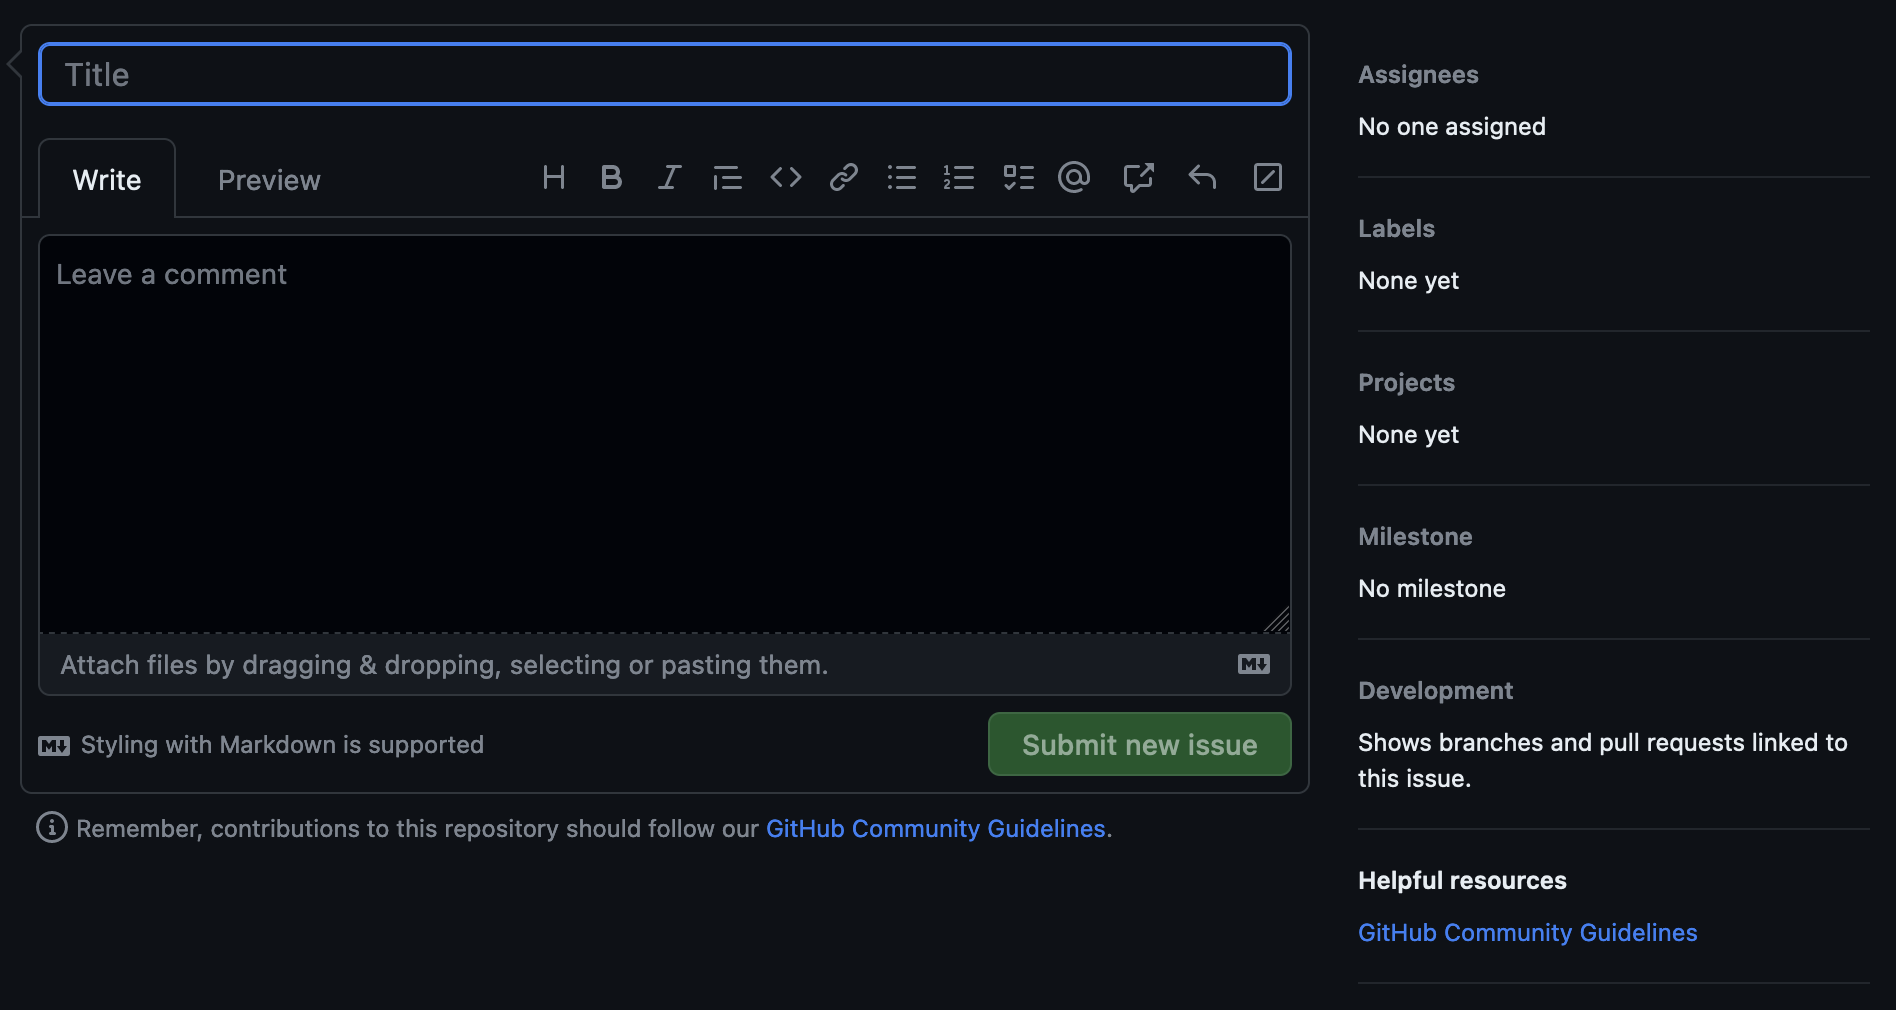 Title
Write
Preview
Leave a comment
Attach files by dragging & dropping, selecting or pasting them.
Styling with Markdown is supported
Submit new issue
Remember, contributions to this repository should follow our GitHub Community Guidelines.
Assignees
No one assigned
Labels
None yet
Projects
None yet
Milestone
No milestone
Development
Shows branches and pull requests linked to
this issue.
Helpful resources
GitHub Community Guidelines